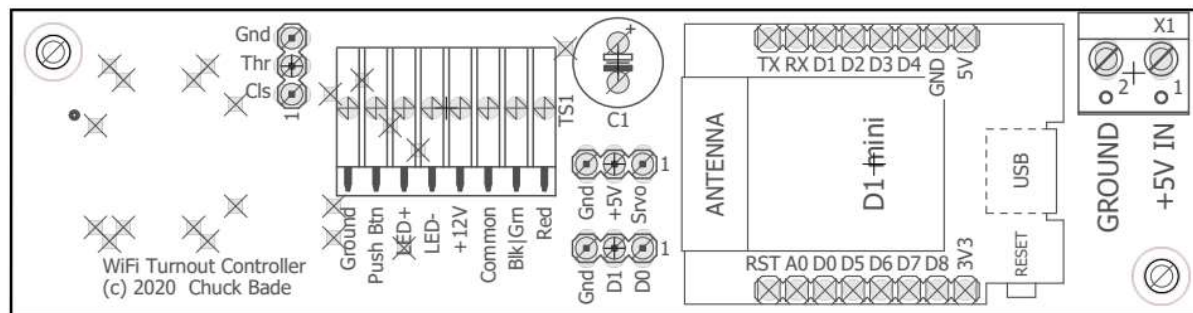 Gnd
Thr
Cls
1
TS1
+
C1
TX RX D1 D2 D3 D4 GND 5V
X1
2
1
GROUND
+5V IN
ANTENNA
D1 mini
USB
RESET
Gnd
+5V
Srvo
1
Gnd
D1
D0
1
Ground
Push Btn
LED+
LED-
+12V
Common
Blk|Grn
Red
RST A0 D0 D5 D6 D7 D8 3V3
WiFi Turnout Controller
(c) 2020 Chuck Bade